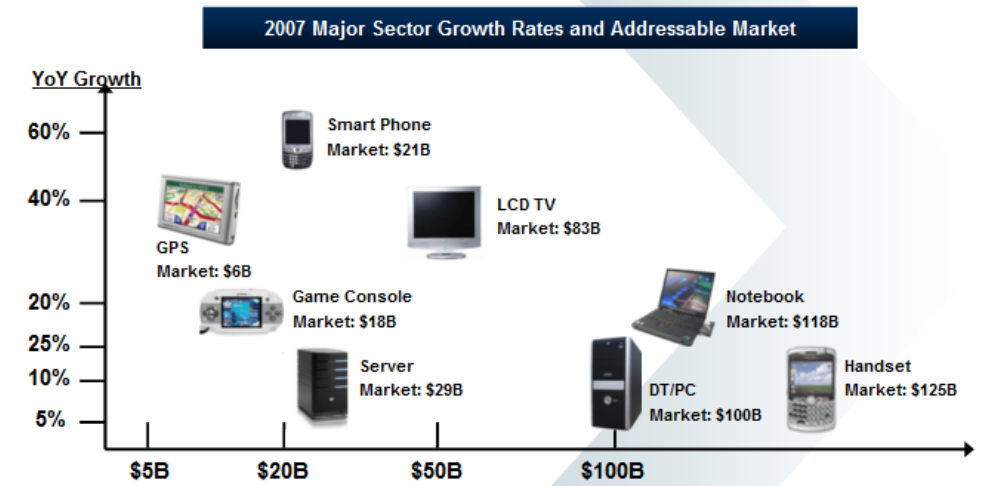 2007 Major Sector Growth Rates and Addressable Market
YoY Growth
60%
Smart Phone
Market: $21B
40%
LCD TV
Market: $83B
GPS
Market: $6B
20%
Game Console
Market: $18B
Notebook
Market: $118B
25%
10%
Server
Market: $29B
DT/PC
Market: $100B
Handset
Market: $125B
5%
$5B
$20B
$50B
$100B